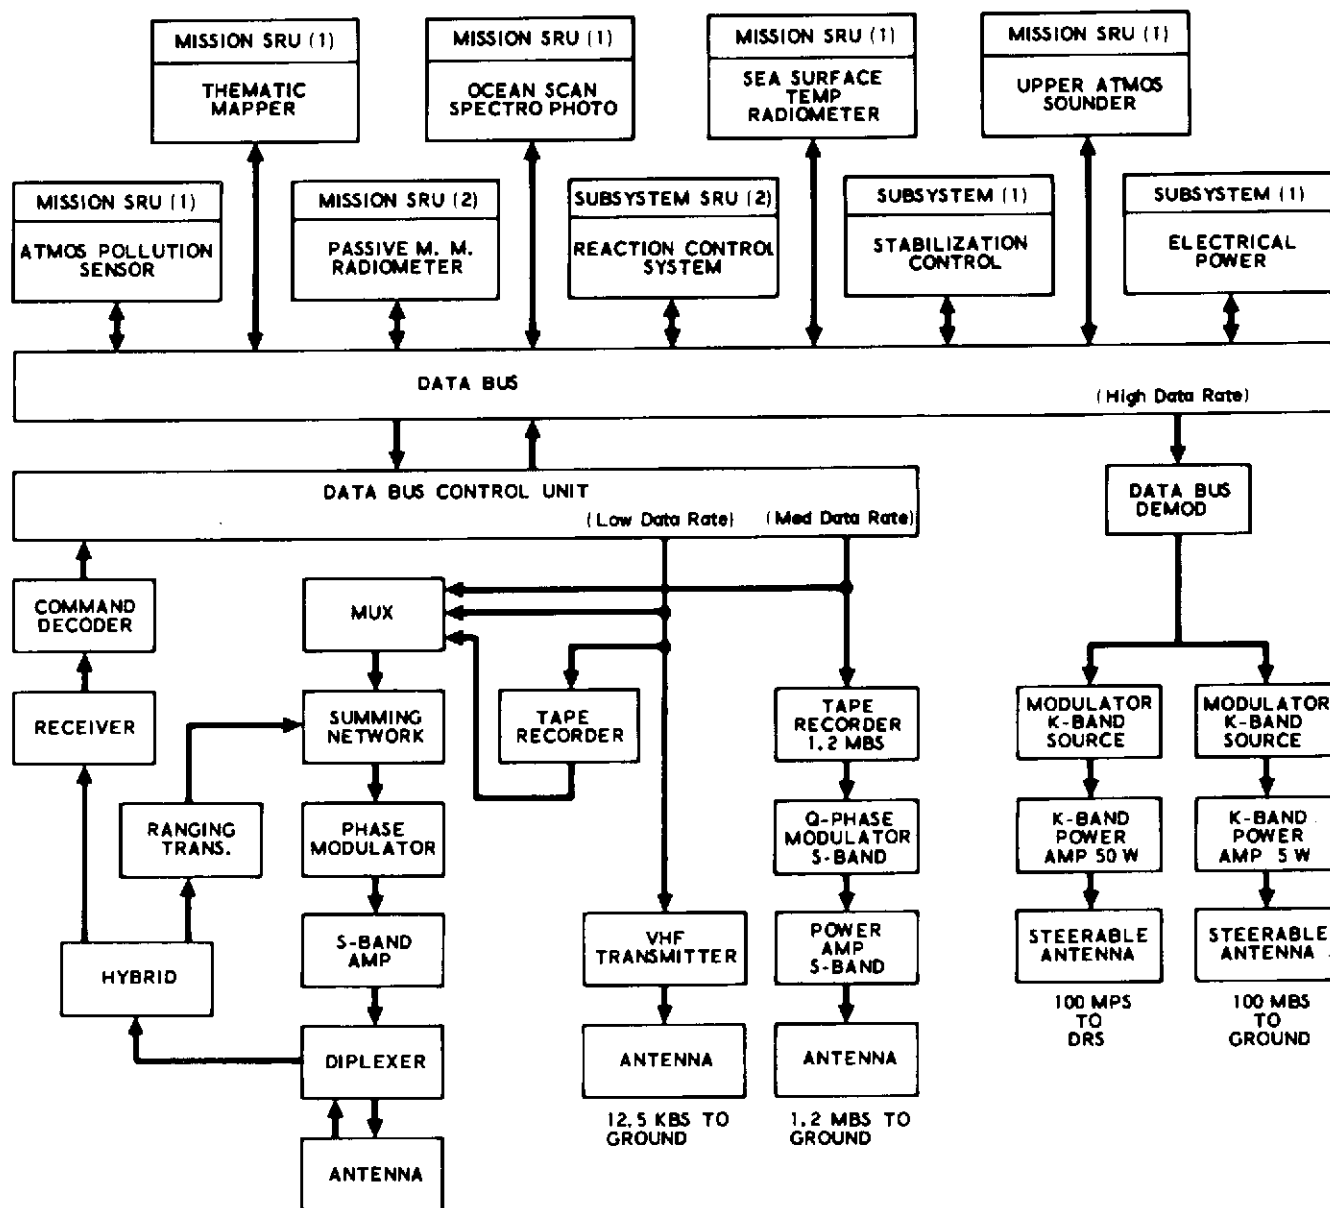 MISSION SRU (1)
THEMATIC
MAPPER
MISSION SRU (1)
OCEAN SCAN
SPECTRO PHOTO
MISSION SRU (1)
SEA SURFACE
TEMP
RADIOMETER
MISSION SRU (1)
UPPER ATMOS
SOUNDER
MISSION SRU (1)
ATMOS POLLUTION
SENSOR
MISSION SRU (2)
PASSIVE M. M.
RADIOMETER
SUBSYSTEM SRU (2)
REACTION CONTROL
SYSTEM
SUBSYSTEM (1)
STABILIZATION
CONTROL
SUBSYSTEM (1)
ELECTRICAL
POWER
DATA BUS
(High Data Rate)
DATA BUS CONTROL UNIT
(Low Data Rate)
(Med Data Rate)
DATA BUS
DEMOD
COMMAND
DECODER
MUX
RECEIVER
SUMMING
NETWORK
TAPE
RECORDER
TAPE
RECORDER
1.2 MBS
MODULATOR
K-BAND
SOURCE
MODULATOR
K-BAND
SOURCE
RANGING
TRANS.
PHASE
MODULATOR
Q-PHASE
MODULATOR
S-BAND
K-BAND
POWER
AMP 50 W
K-BAND
POWER
AMP 5 W
HYBRID
S-BAND
AMP
VHF
TRANSMITTER
POWER
AMP
S-BAND
STEERABLE
ANTENNA
STEERABLE
ANTENNA
100 MPS
TO
DRS
100 MBS
TO
GROUND
DIPLEXER
ANTENNA
ANTENNA
12.5 KBS TO
GROUND
1.2 MBS TO
GROUND
ANTENNA